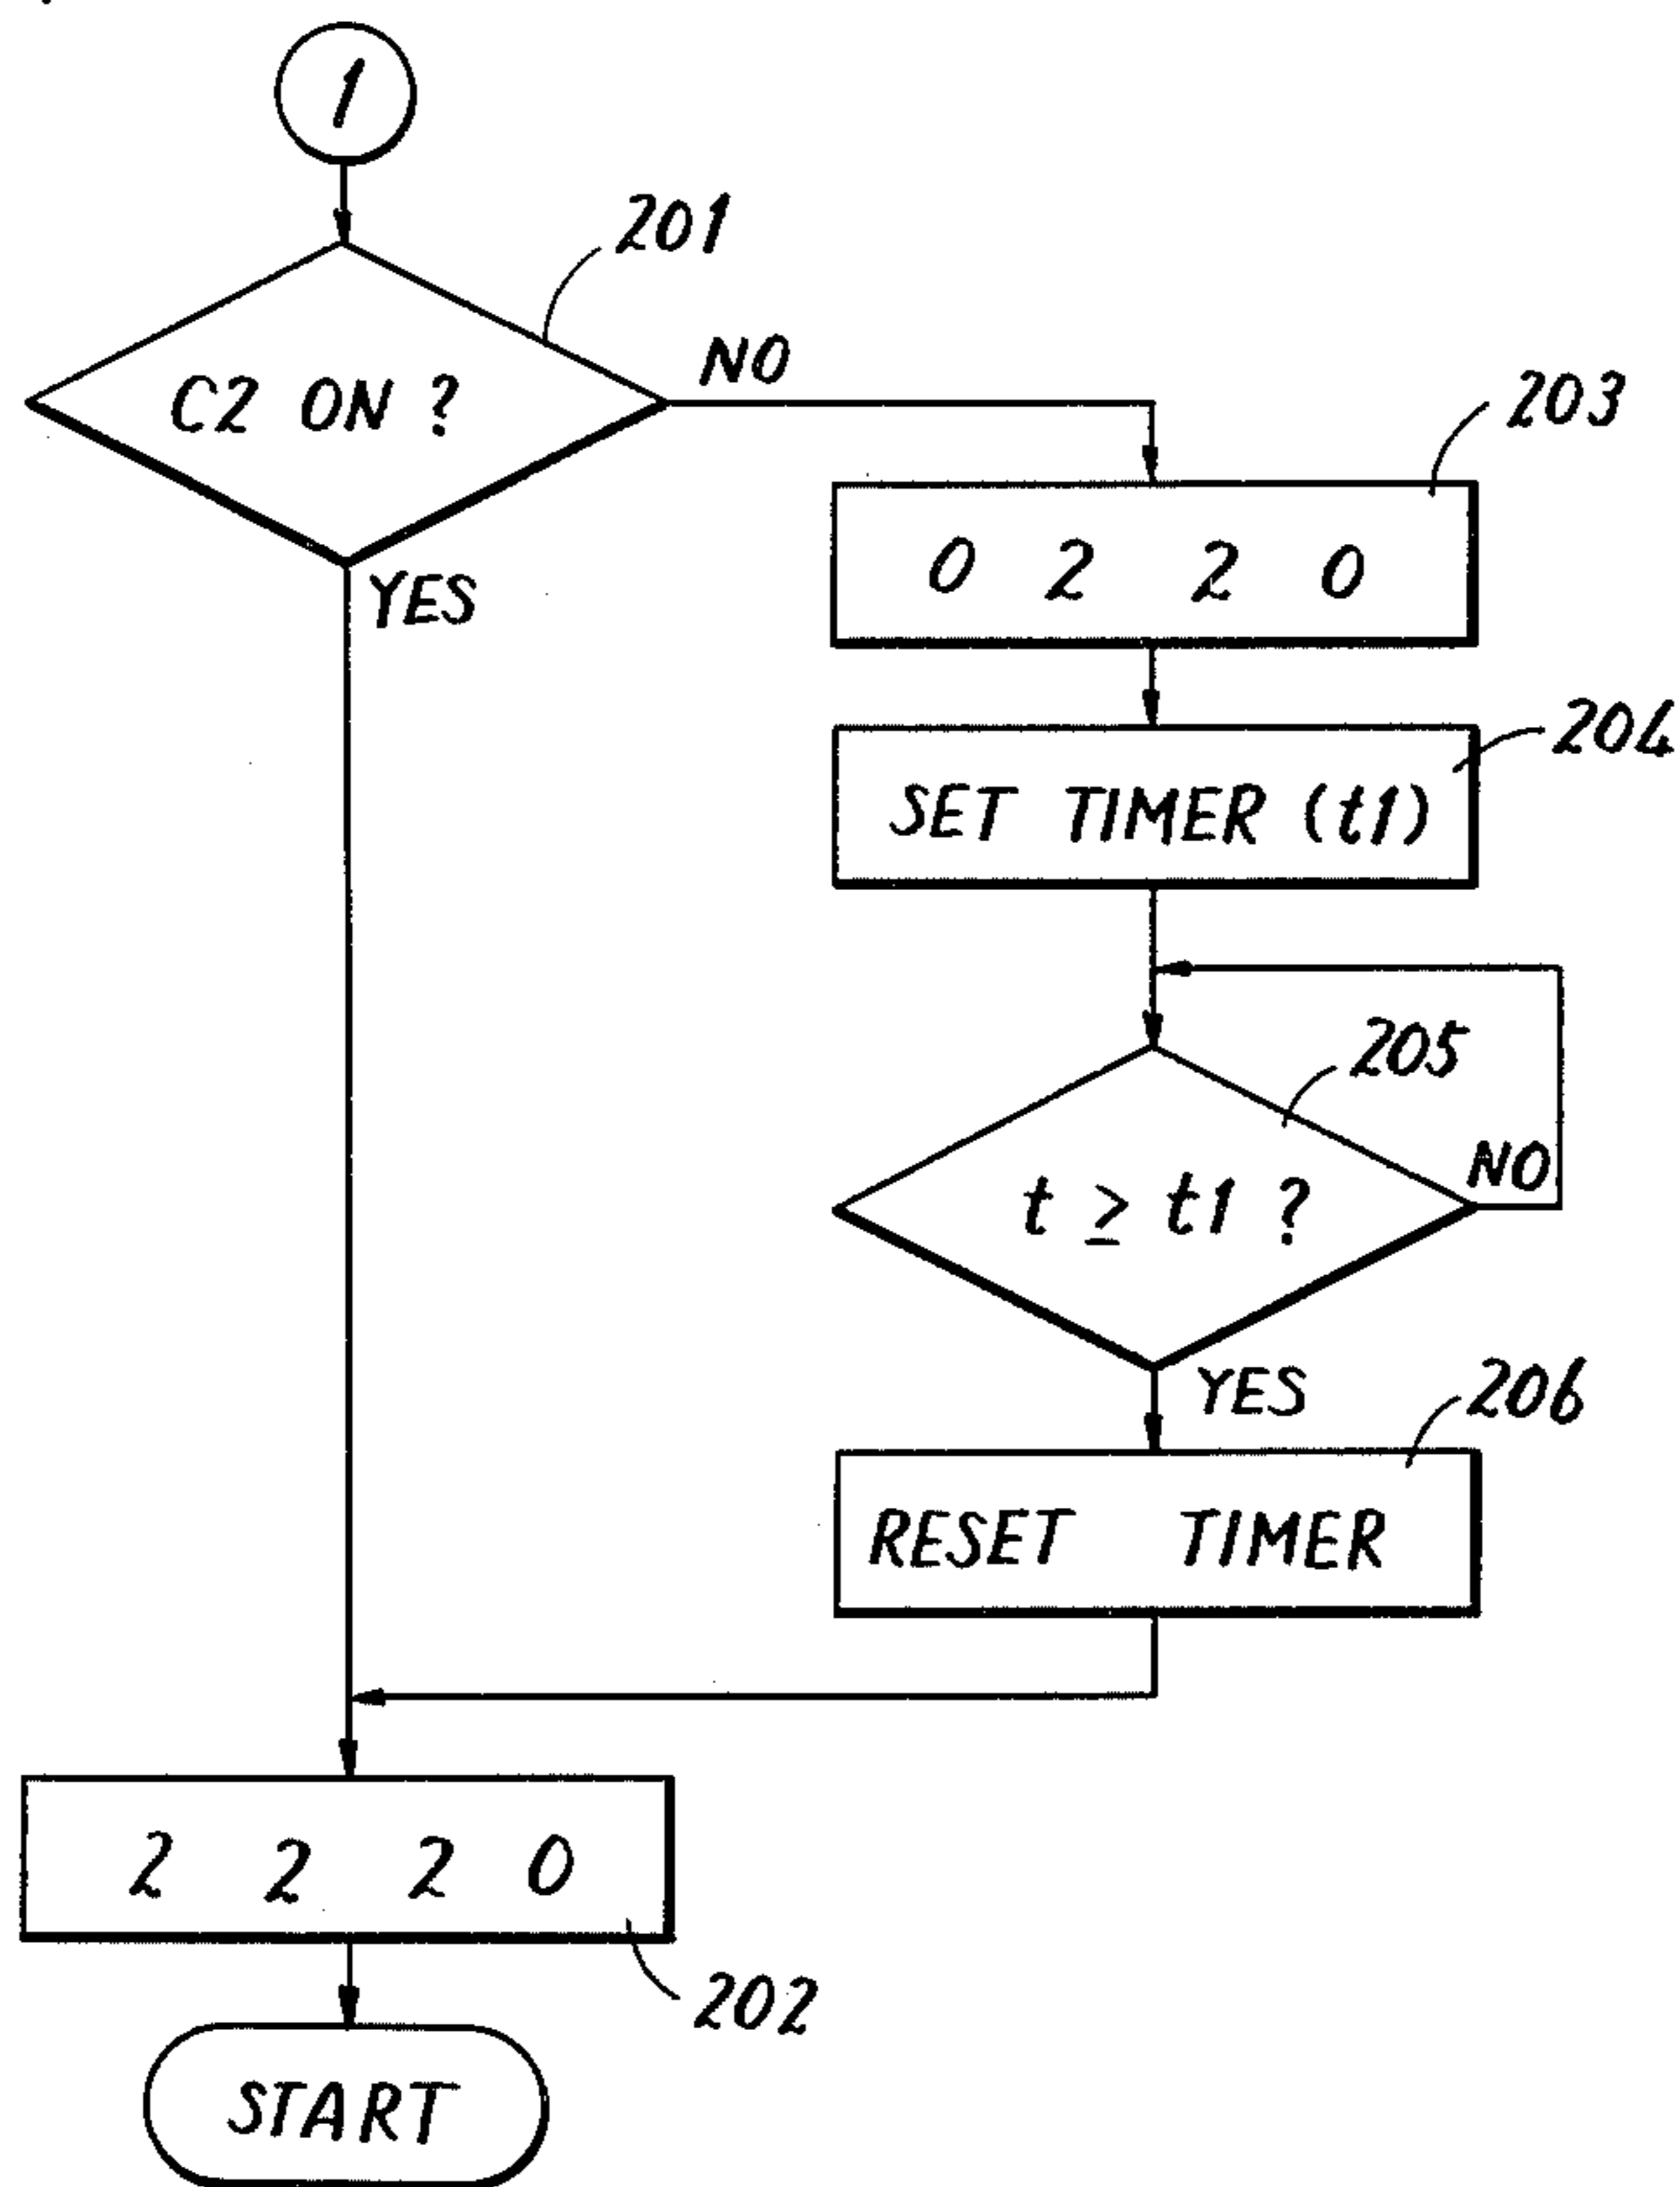 1
201
C2 ON ?
NO
203
YES
0 2 2 0
204
SET TIMER (t1)
205
NO
t ≥ t1 ?
YES
206
RESET TIMER
2 2 2 0
202
START